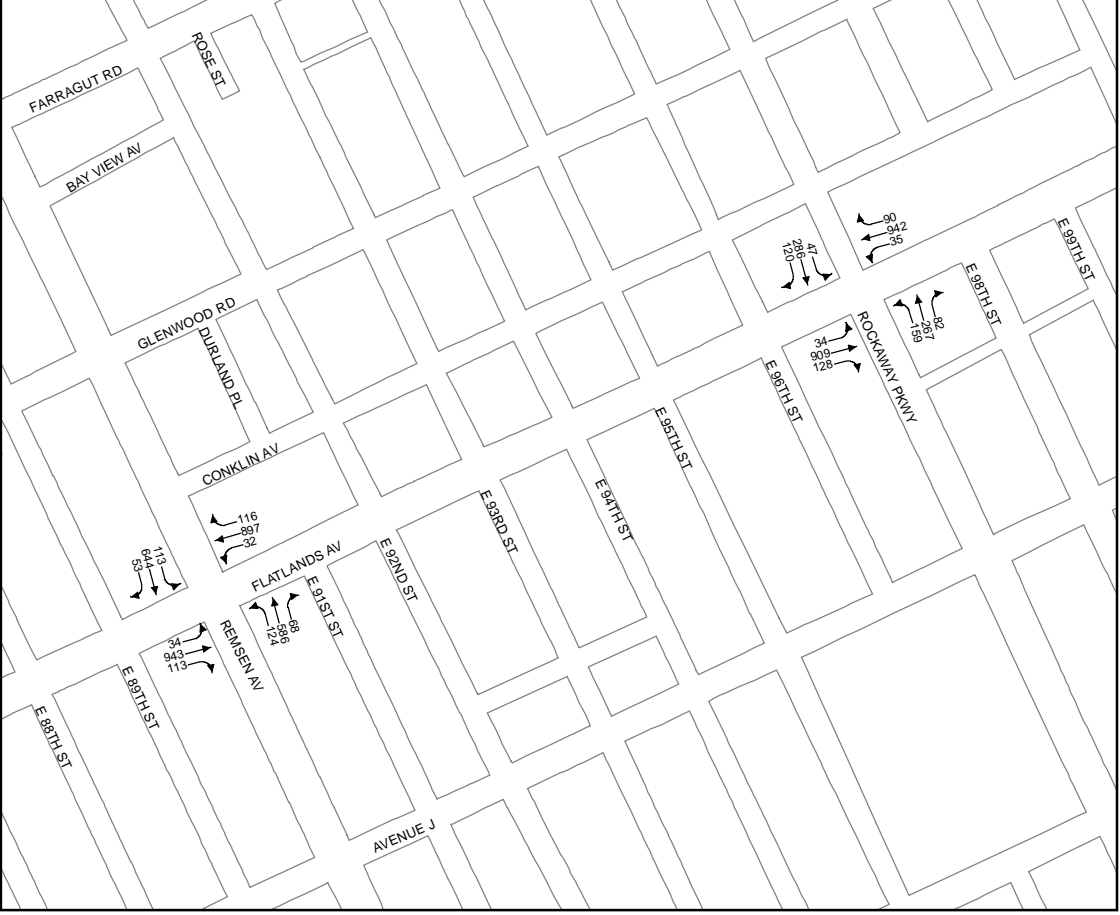 ROSE ST
FARRAGUT RD
BAY VIEW AV
90
942
35
E 99TH ST
120
286
47
E 98TH ST
GLENWOOD RD
159
267
82
DURLAND PL
34
909
128
ROCKAWAY PKWY
E 96TH ST
E 95TH ST
CONKLIN AV
E 94TH ST
E 93RD ST
116
897
32
E 92ND ST
53
644
113
FLATLANDS AV
E 91ST ST
124
586
68
34
943
113
REMSEN AV
E 89TH ST
E 88TH ST
AVENUE J